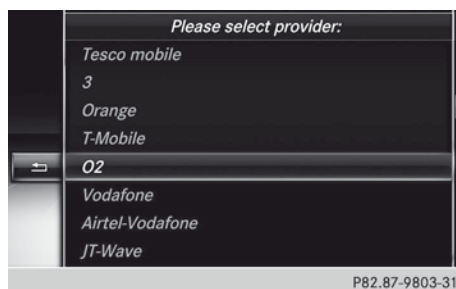 Please select provider:
Tesco mobile
3
Orange
T-Mobile
O2
Vodafone
Airtel-Vodafone
JT-Wave
P82.87-9803-31